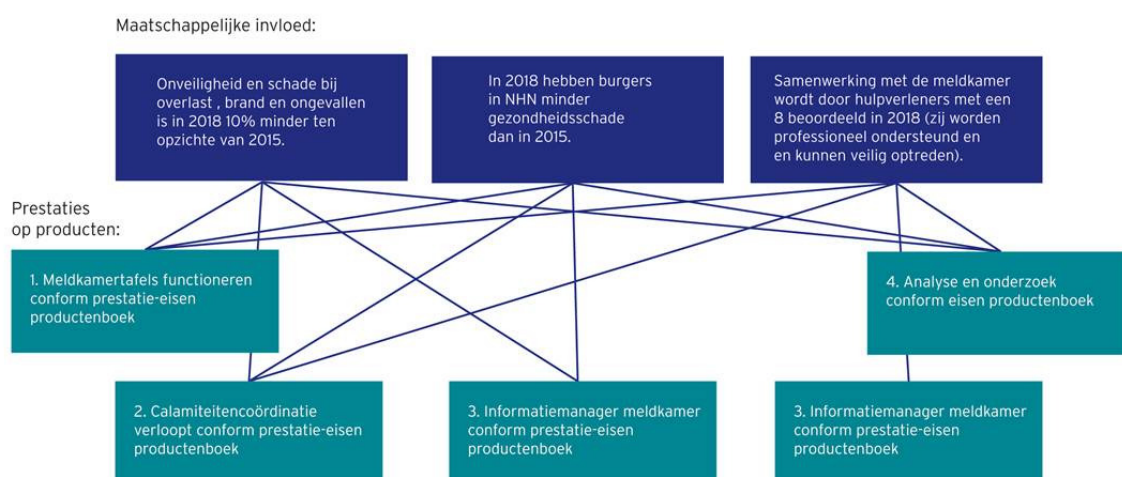 Maatschappelijke invloed:
Onveiligheid en schade bij
overlast , brand en ongevallen
is in 2018 10% minder ten
opzichte van 2015.
In 2018 hebben burgers
in NHN minder
gezondheidsschade
dan in 2015.
Samenwerking met de meldkamer
wordt door hulpverleners met een
8 beoordeeld in 2018 (zij worden
professioneel ondersteund en
en kunnen veilig optreden).
Prestaties
op producten:
1. Meldkamertafels functioneren
conform prestatie-eisen
productenboek
4. Analyse en onderzoek
conform eisen productenboek
2. Calamiteitencoördinatie
verloopt conform prestatie-eisen
productenboek
3. Informatiemanager meldkamer
conform prestatie-eisen
productenboek
3. Informatiemanager meldkamer
conform prestatie-eisen
productenboek